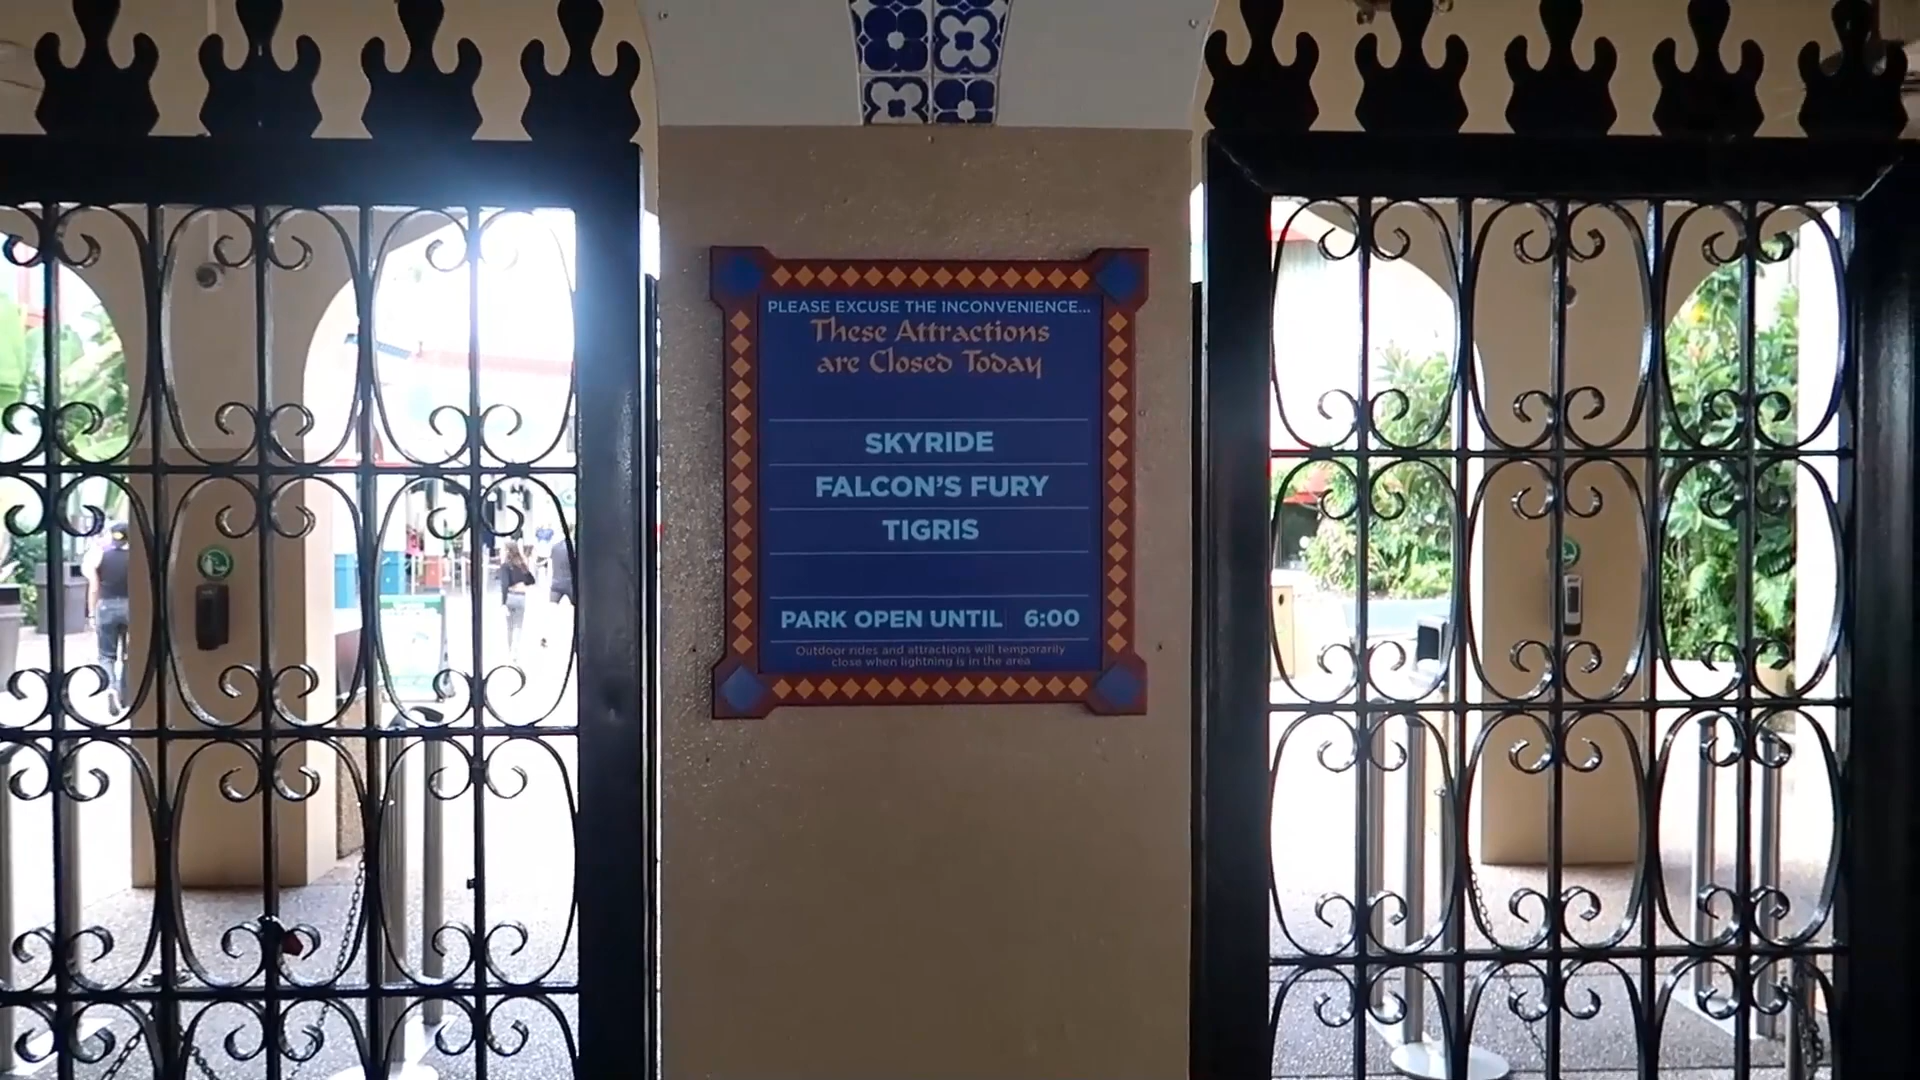 PLEASE EXCUSE THE INCONVENIENCE...
These Attractions
are Closed Today
SKYRIDE
FALCON'S FURY
TIGRIS
PARK OPEN UNTIL 6:00
Outdoor rides and attractions will temporarily
close when lightning is in the area